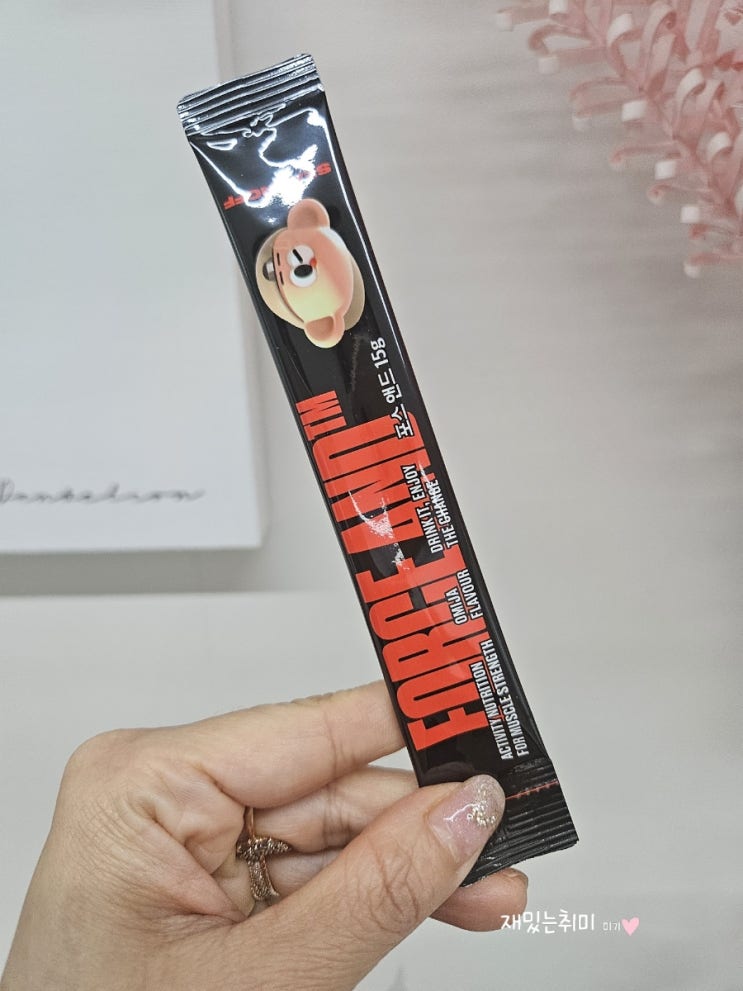 FORCE AND™
포스 앤드 15g
DRINK IT, ENJOY
THE CHANGE
OMIJA
FLAVOUR
ACTIVITY NUTRITION
FOR MUSCLE STRENGTH
Dandelion
재밌는취미